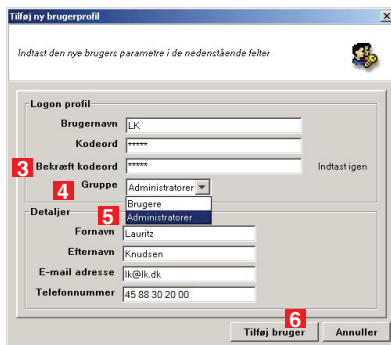 Tilføj ny brugerprofil
Indtast den nye brugers parametre i de nedenstående felter
Logon profil
Brugernavn LK
Kodeord *****
3 Bekræft kodeord ***** Indtast igen
4 Gruppe Administratorer
Brugere
5 Administratorer
Detaljer
Fornavn Lauritz
Efternavn Knudsen
E-mail adresse lk@lk.dk
Telefonnummer 45 88 30 20 00
6
Tilføj bruger Annuller